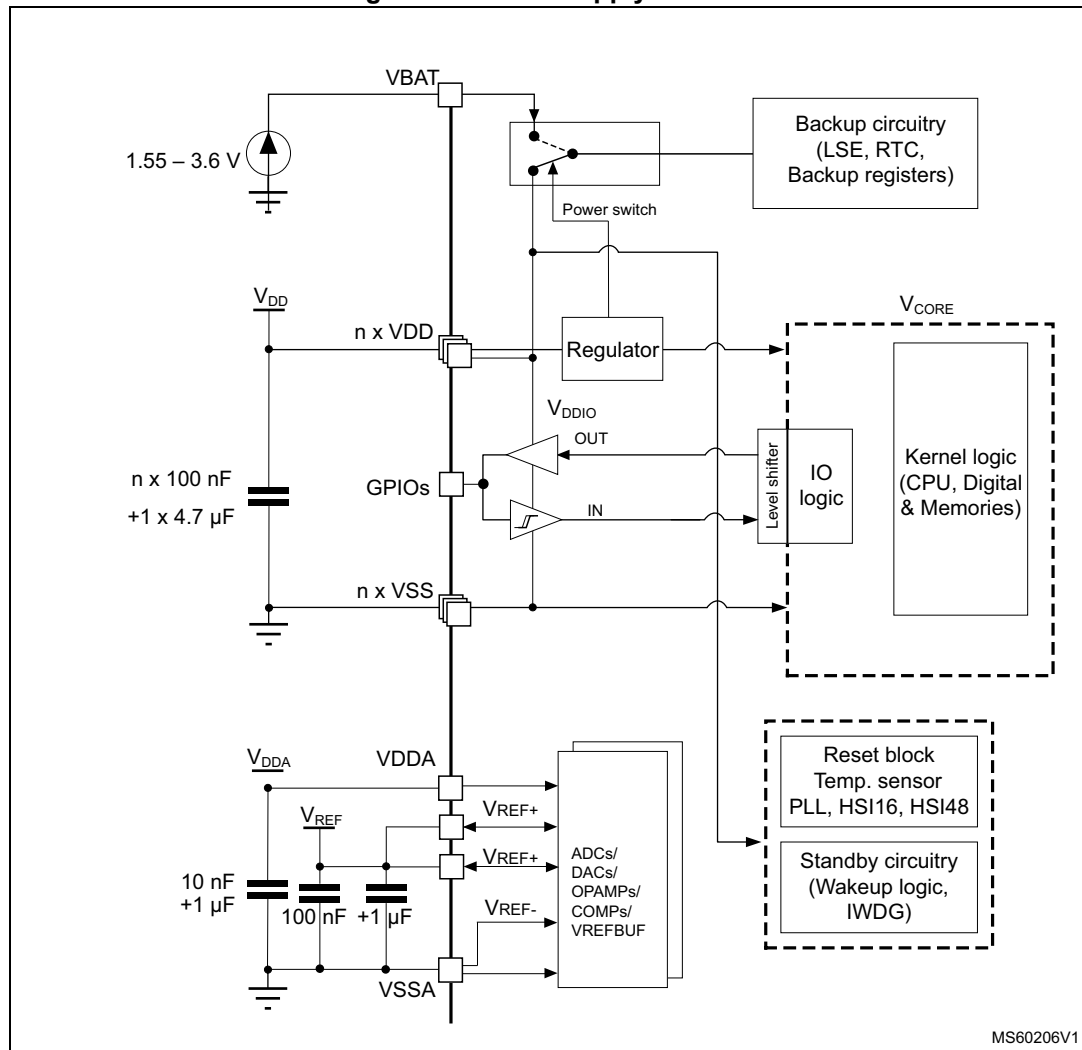 VBAT
1.55 – 3.6 V
Backup circuitry
(LSE, RTC,
Backup registers)
Power switch
VDD
n x VDD
Regulator
VCORE
VDDIO
OUT
n x 100 nF
+1 x 4.7 µF
GPIOs
IN
Level shifter
IO
logic
Kernel logic
(CPU, Digital
& Memories)
n x VSS
VDDA
VDDA
VREF
VREF+
VREF+
10 nF
+1 µF
100 nF
+1 µF
VREF-
ADCs/
DACs/
OPAMPs/
COMPs/
VREFBUF
VSSA
Reset block
Temp. sensor
PLL, HSI16, HSI48
Standby circuitry
(Wakeup logic,
IWDG)
MS60206V1